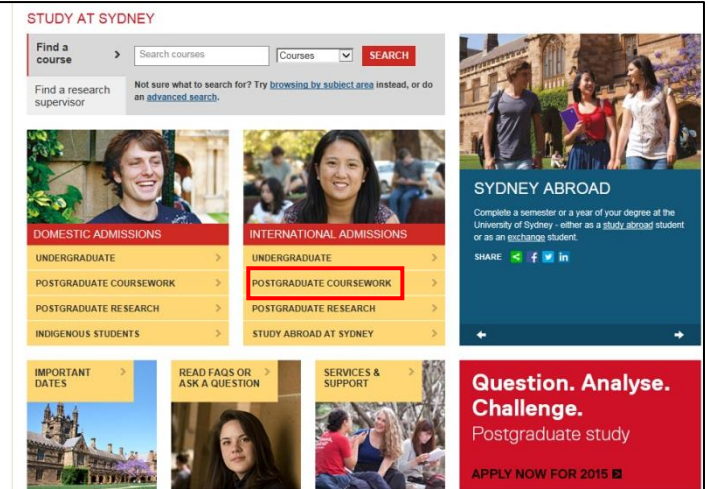 STUDY AT SYDNEY
Find a
course
Search courses
Courses
SEARCH
Find a research
supervisor
Not sure what to search for? Try browsing by subject area instead, or do
an advanced search.
DOMESTIC ADMISSIONS
UNDERGRADUATE
POSTGRADUATE COURSEWORK
POSTGRADUATE RESEARCH
INDIGENOUS STUDENTS
INTERNATIONAL ADMISSIONS
UNDERGRADUATE
POSTGRADUATE COURSEWORK
POSTGRADUATE RESEARCH
STUDY ABROAD AT SYDNEY
SYDNEY ABROAD
Complete a semester or a year of your degree at the
University of Sydney - either as a study abroad student
or as an exchange student.
SHARE
IMPORTANT
DATES
READ FAQS OR
ASK A QUESTION
SERVICES &
SUPPORT
Question. Analyse.
Challenge.
Postgraduate study
APPLY NOW FOR 2015